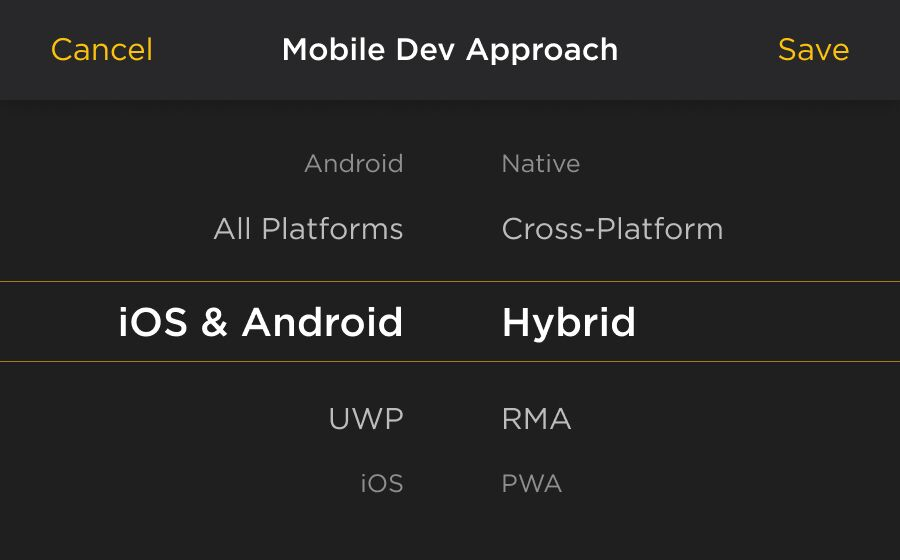 Cancel Mobile Dev Approach Save
Android Native
All Platforms Cross-Platform
iOS & Android Hybrid
UWP RMA
iOS PWA